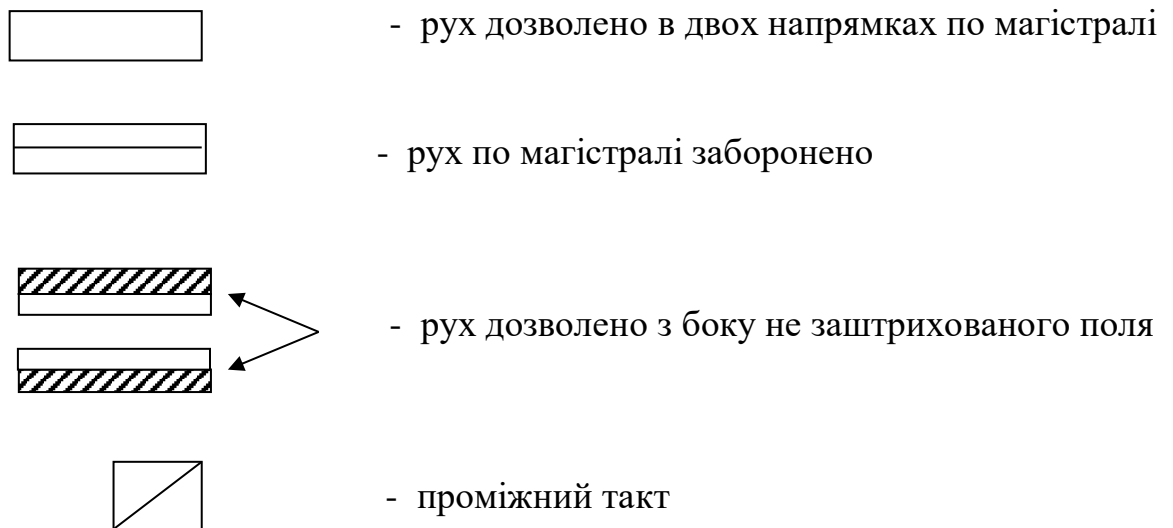 - рух дозволено в двох напрямках по магістралі
- рух по магістралі заборонено
- рух дозволено з боку не заштрихованого поля
- проміжний такт